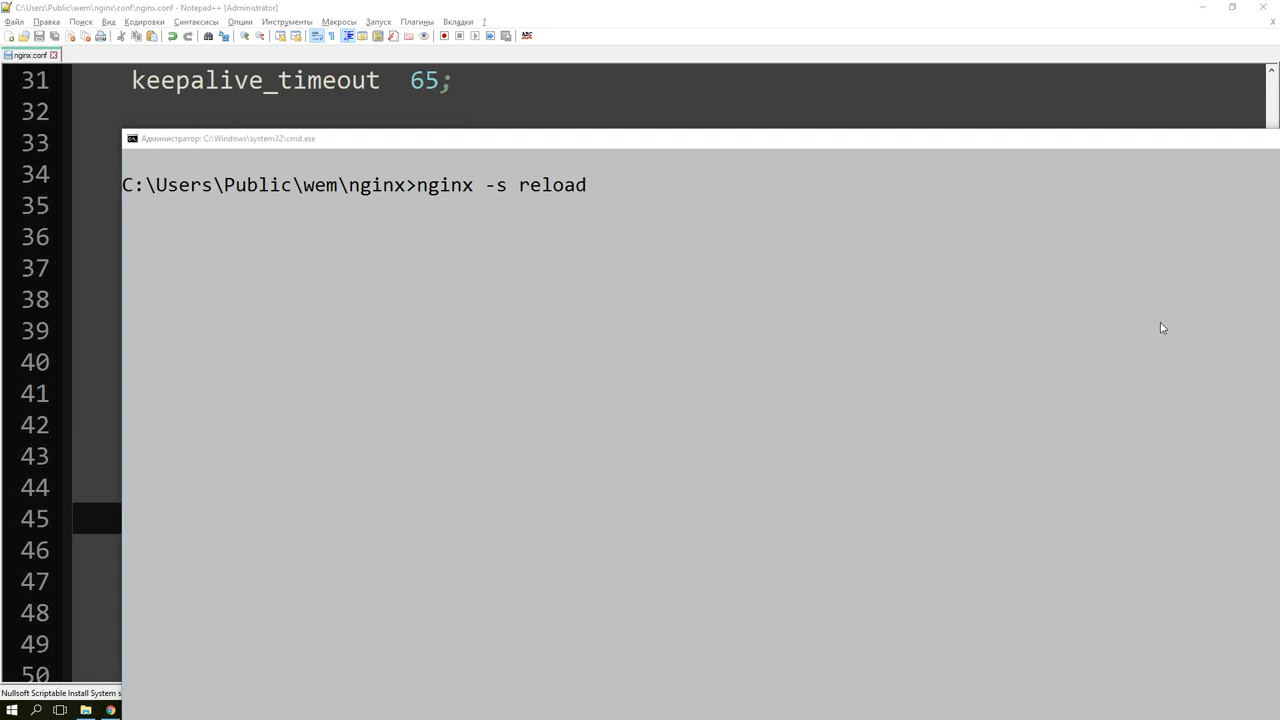 C:\Users\Public\wem\nginx\conf\nginx.conf - Notepad++ [Administrator]
Файл Правка Поиск Вид Кодировки Синтаксисы Опции Инструменты Макросы Запуск Плагины Вкладки ?
nginx.conf
31 keepalive_timeout 65;
32
33
Администратор: C:\Windows\system32\cmd.exe
34
C:\Users\Public\wem\nginx>nginx -s reload
35
36
37
38
39
40
41
42
43
44
45
46
47
48
49
50
Nullsoft Scriptable Install System s